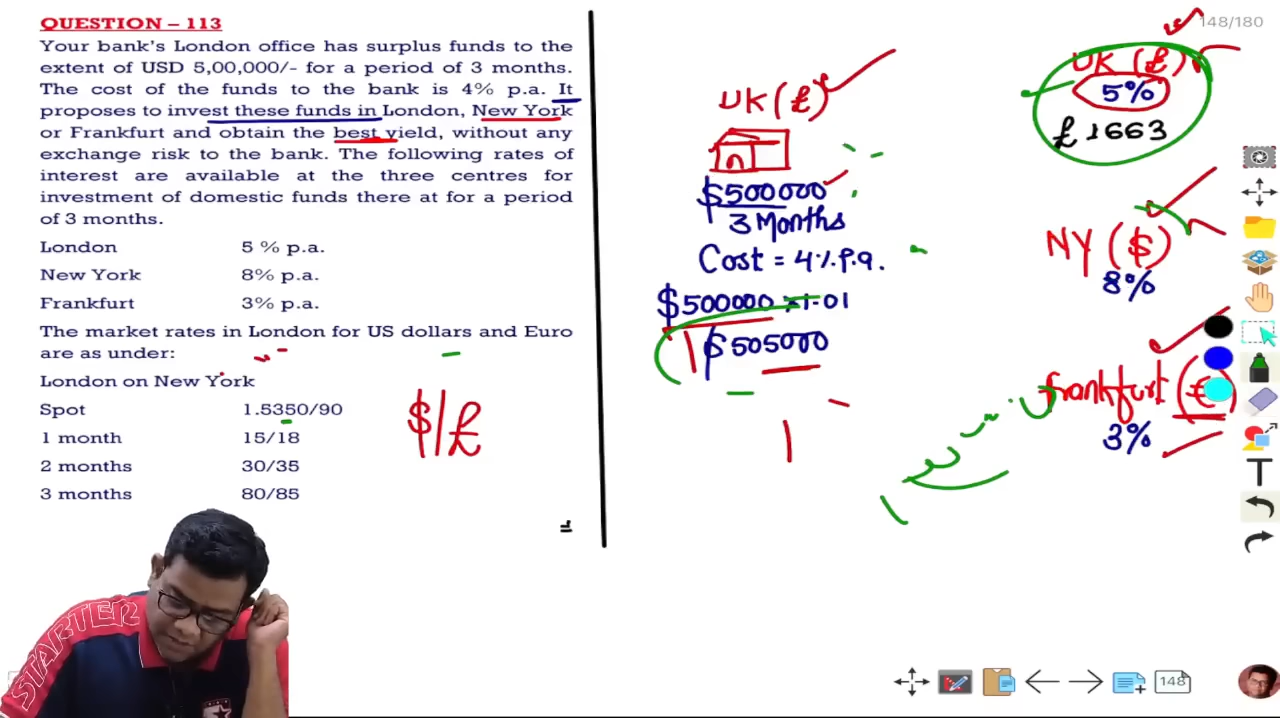 148/180
QUESTION – 113
Your bank's London office has surplus funds to the
extent of USD 5,00,000/- for a period of 3 months.
The cost of the funds to the bank is 4% p.a. It
proposes to invest these funds in London, New York
or Frankfurt and obtain the best yield, without any
exchange risk to the bank. The following rates of
interest are available at the three centres for
investment of domestic funds there at for a period
of 3 months.
London 5 % p.a.
New York 8% p.a.
Frankfurt 3% p.a.
The market rates in London for US dollars and Euro
are as under:
London on New York
Spot 1.5350/90
1 month 15/18
2 months 30/35
3 months 80/85
$/£
UK (£)
$500000
3 Months
Cost = 4%P.a.
$500000 x1.01
$505000
UK (£)
5%
£1663
NY ($)
8%
frankfurt (€)
3%
STARTER
T
148